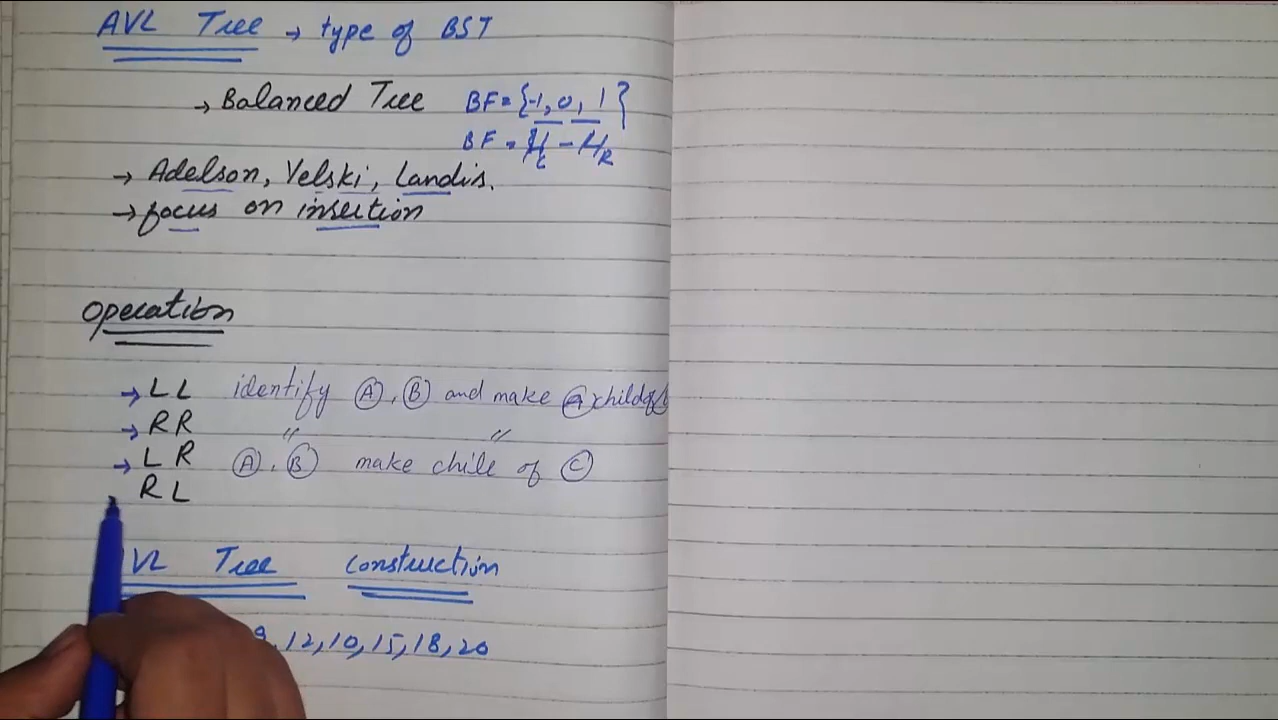 AVL Tree → type of BST
→ Balanced Tree BF = {-1, 0, 1}
BF = HL - HR
→ Adelson, Velski, Landis.
→ focus on insertion
Operation
→ LL identify A, B and make A child of
→ RR " "
→ LR A, B make chile of C
RL
VL Tree Construction
9, 12, 10, 15, 18, 20